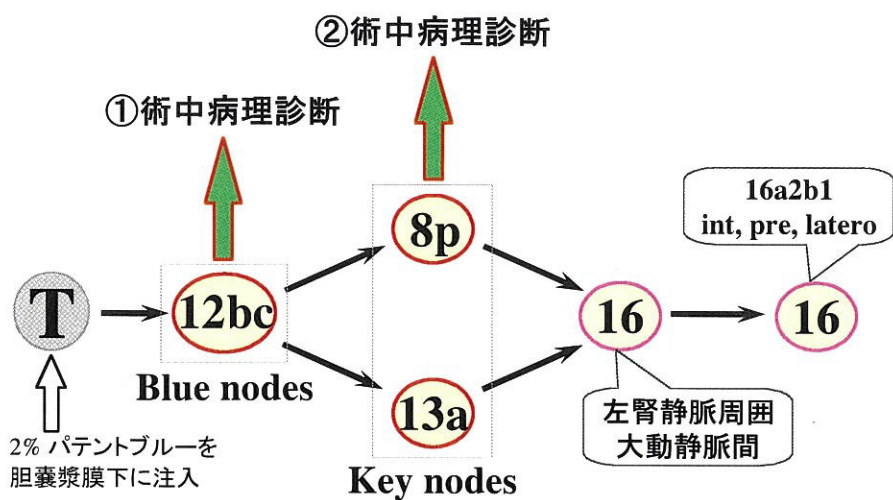 ②術中病理診断
①術中病理診断
16a2b1
int, pre, latero
8p
T
12bc
16
16
Blue nodes
13a
左腎静脈周囲
大動静脈間
2% パテントブルーを
胆嚢漿膜下に注入
Key nodes